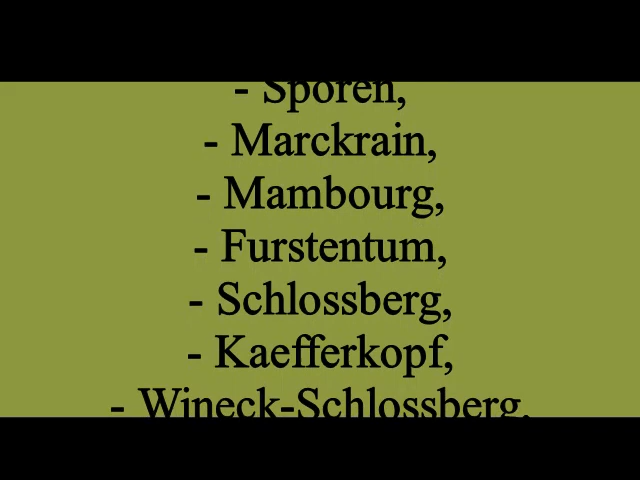 - Sporen,
- Marckrain,
- Mambourg,
- Furstentum,
- Schlossberg,
- Kaefferkopf,
- Wineck-Schlossberg,